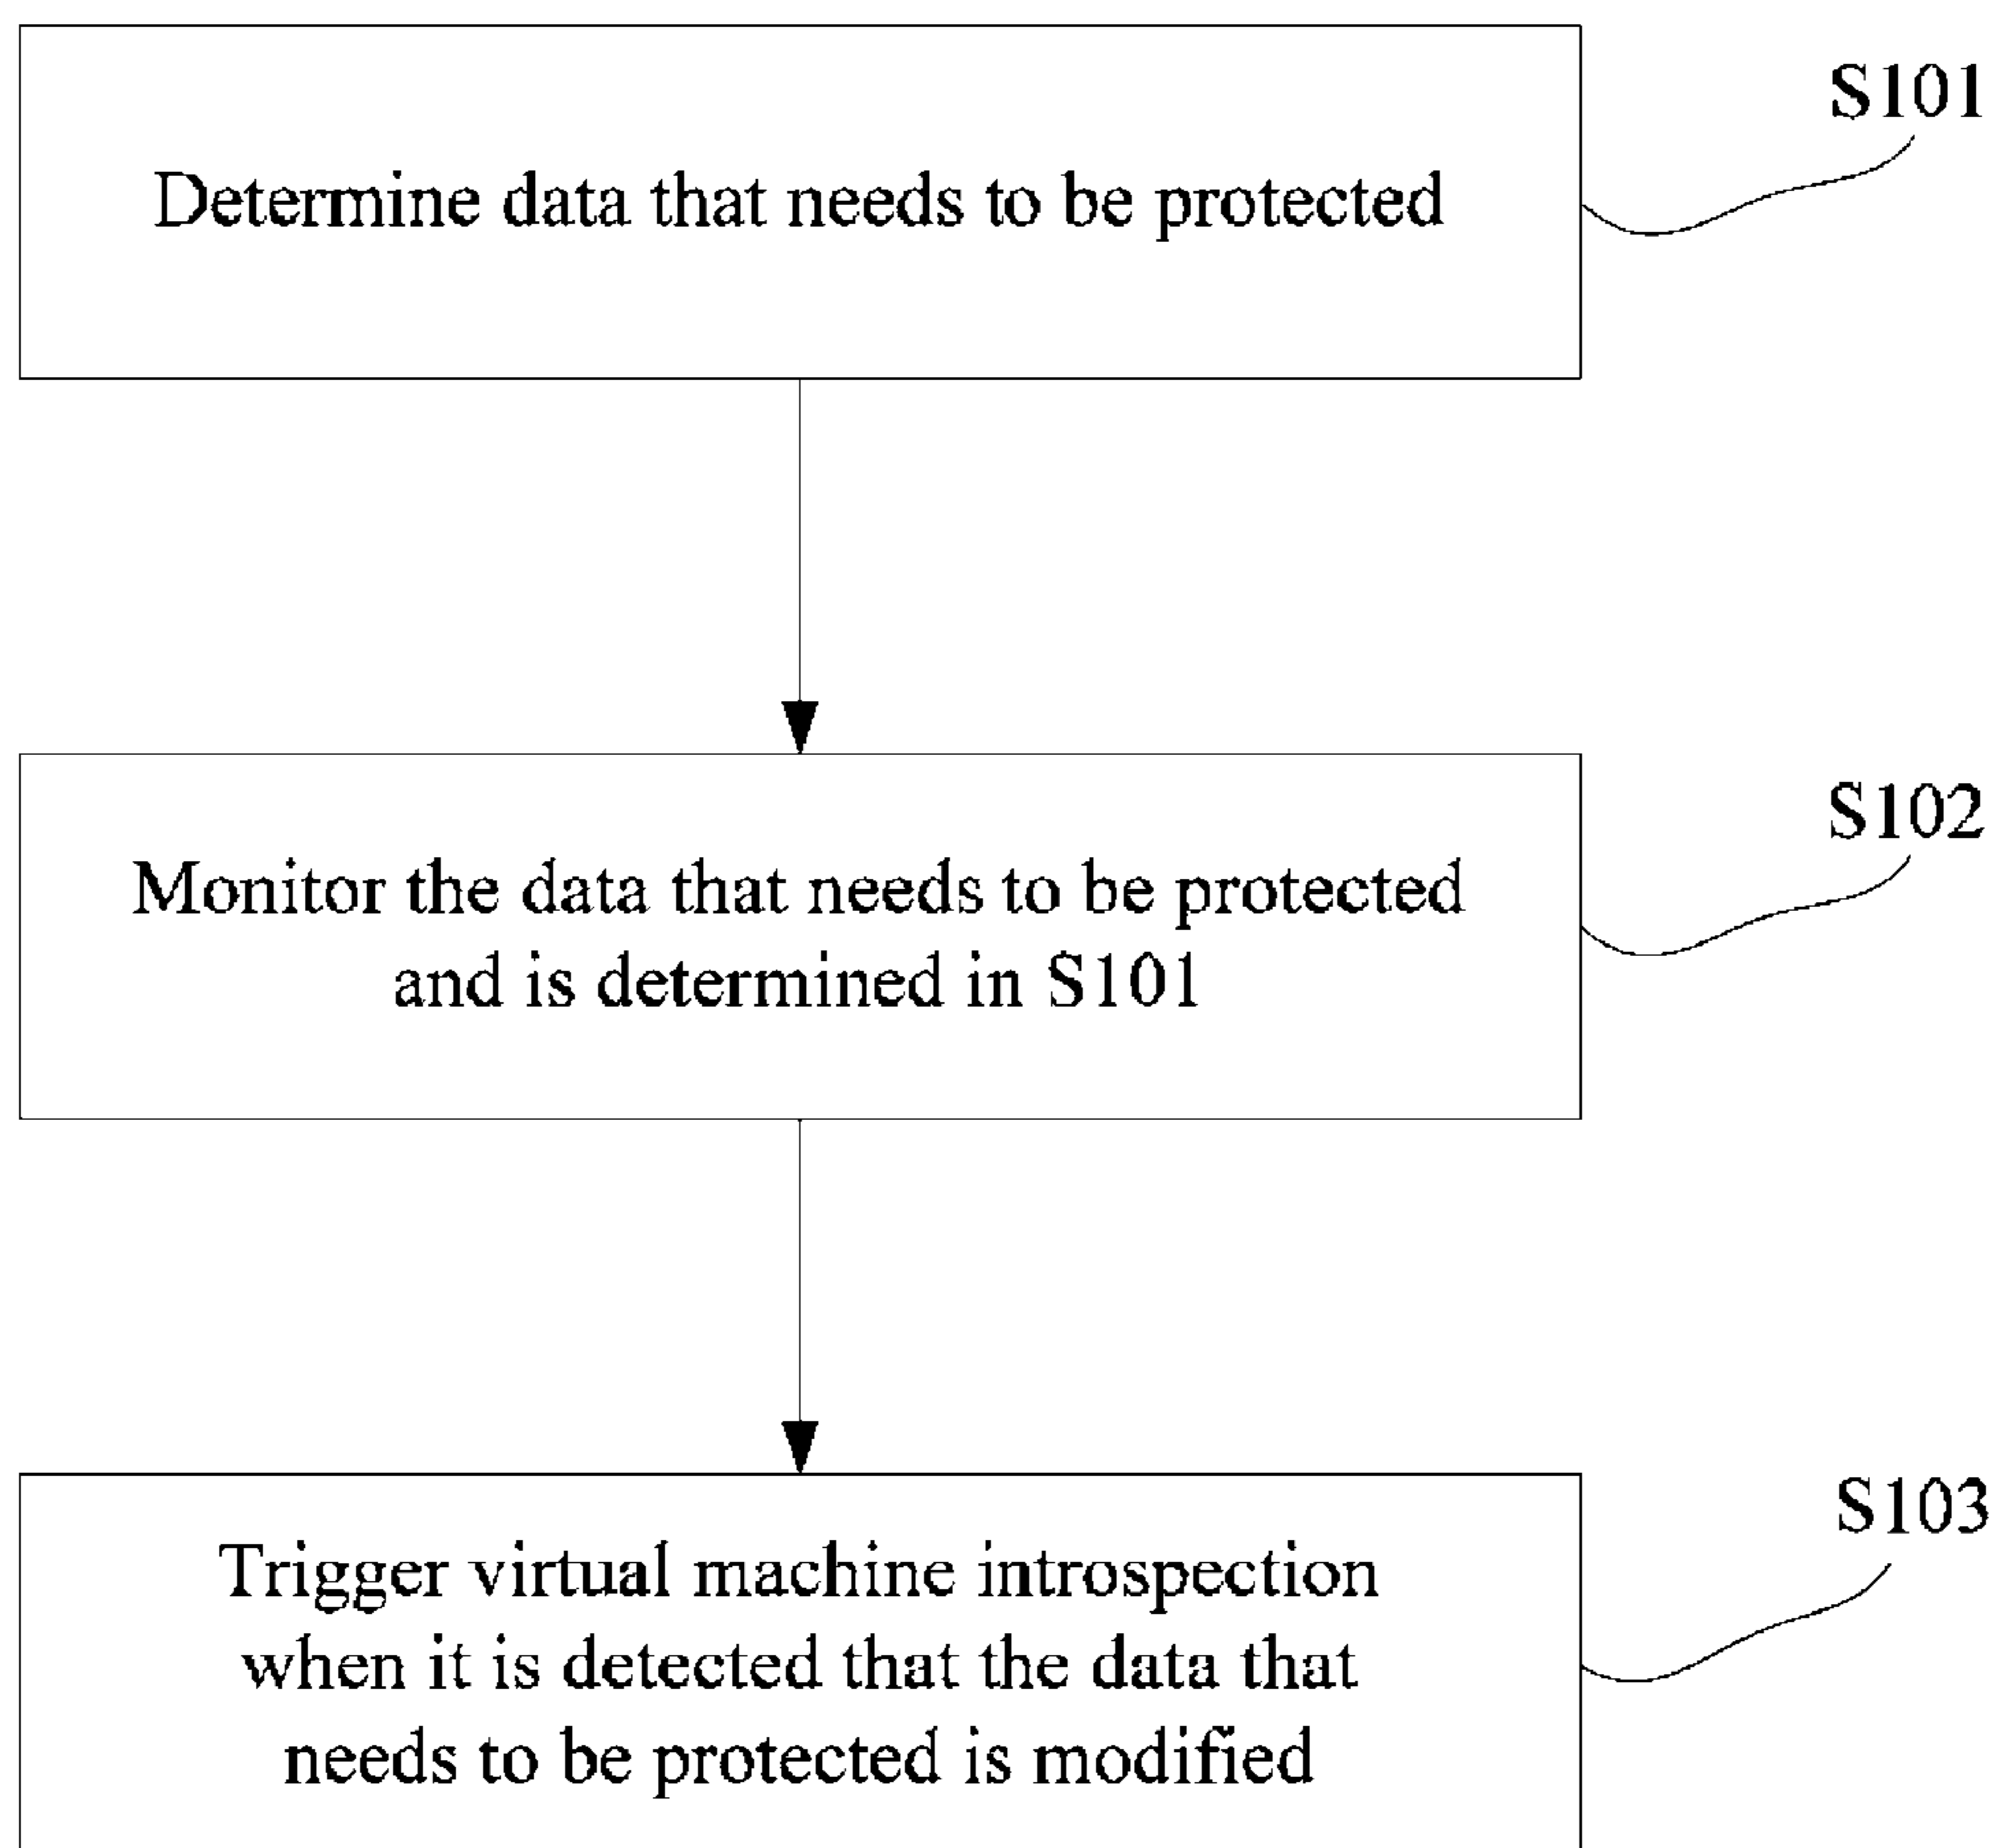 S101
Determine data that needs to be protected
S102
Monitor the data that needs to be protected
and is determined in S101
S103
Trigger virtual machine introspection
when it is detected that the data that
needs to be protected is modified